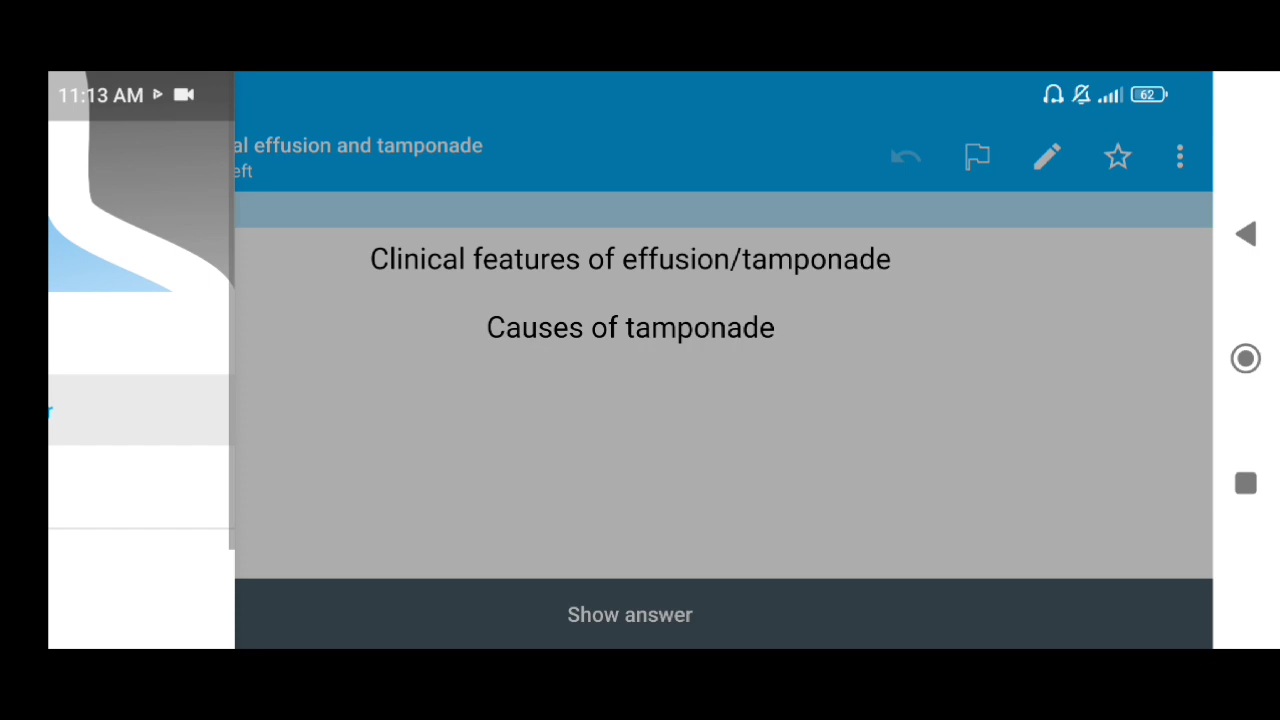 11:13 AM
62
al effusion and tamponade
eft
Clinical features of effusion/tamponade
Causes of tamponade
r
Show answer